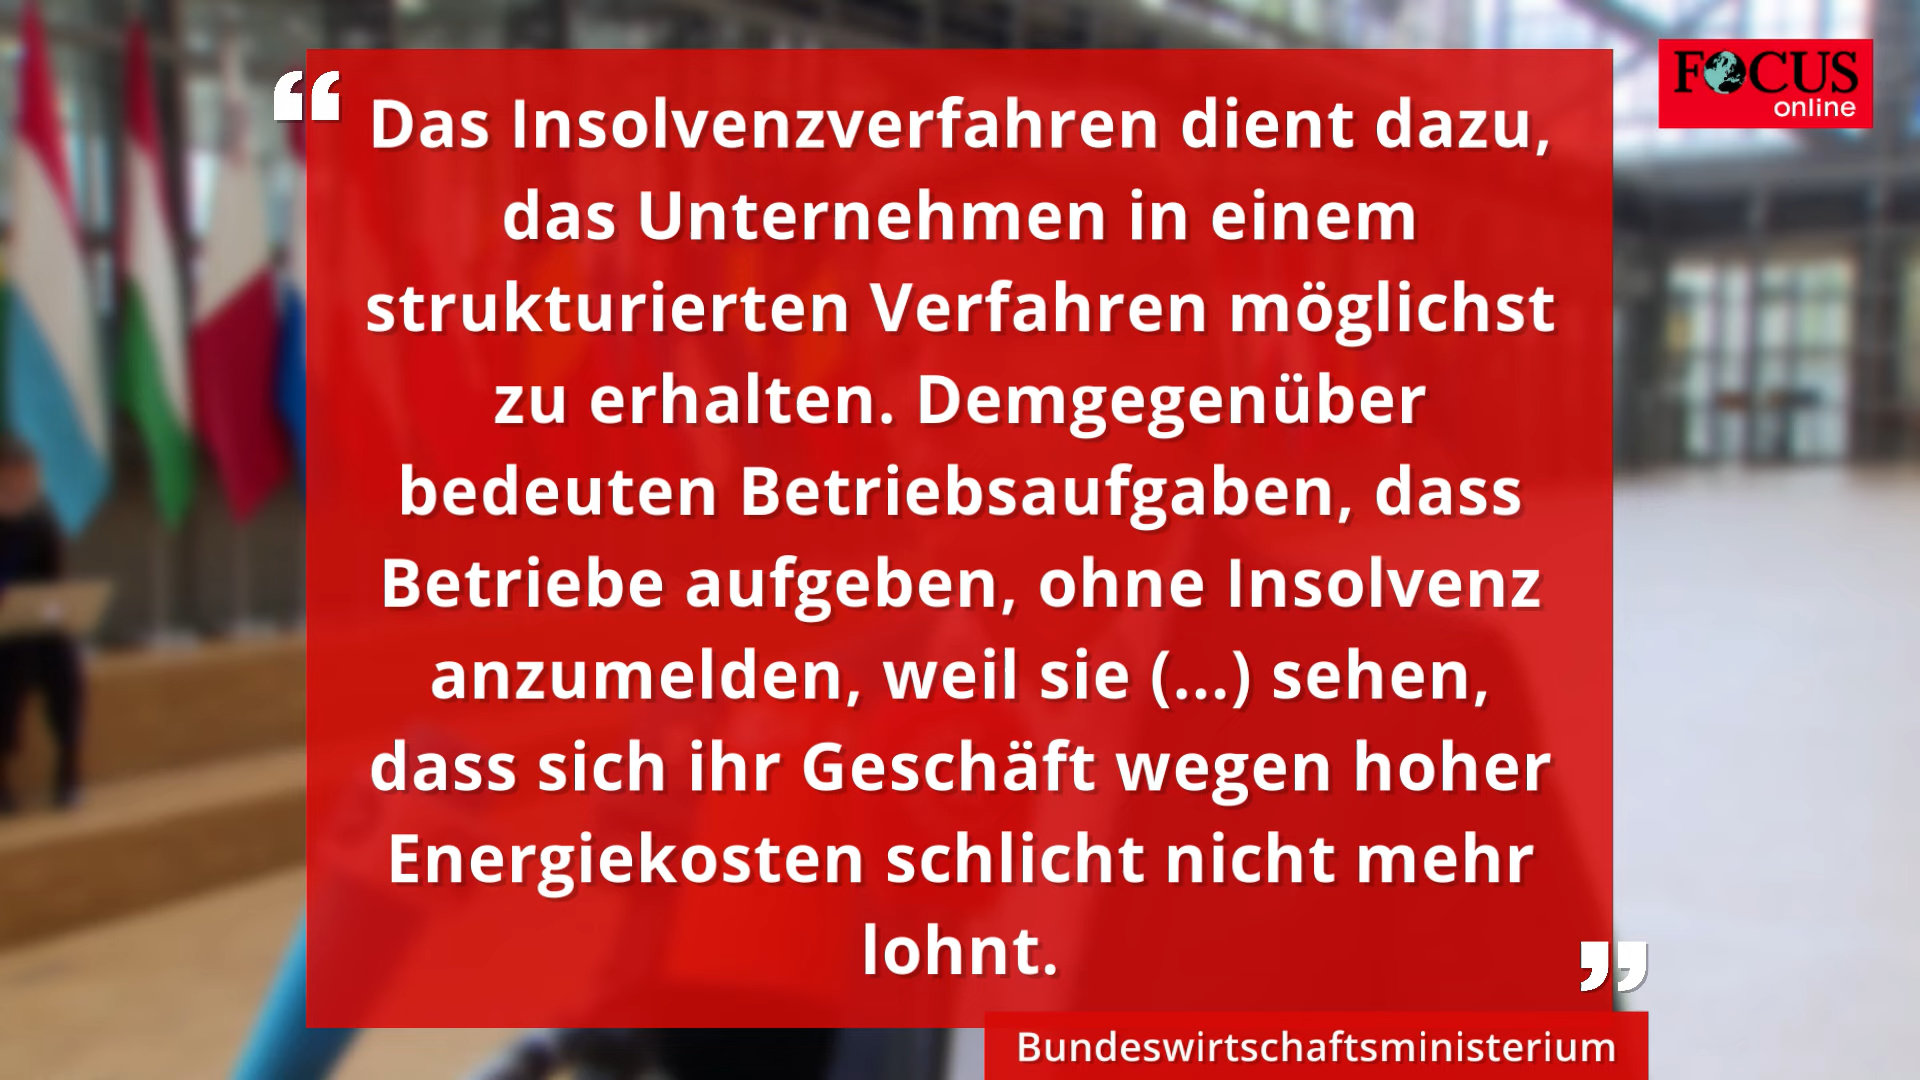 FOCUS
online
“Das Insolvenzverfahren dient dazu,
das Unternehmen in einem
strukturierten Verfahren möglichst
zu erhalten. Demgegenüber
bedeuten Betriebsaufgaben, dass
Betriebe aufgeben, ohne Insolvenz
anzumelden, weil sie (...) sehen,
dass sich ihr Geschäft wegen hoher
Energiekosten schlicht nicht mehr
lohnt.”
Bundeswirtschaftsministerium